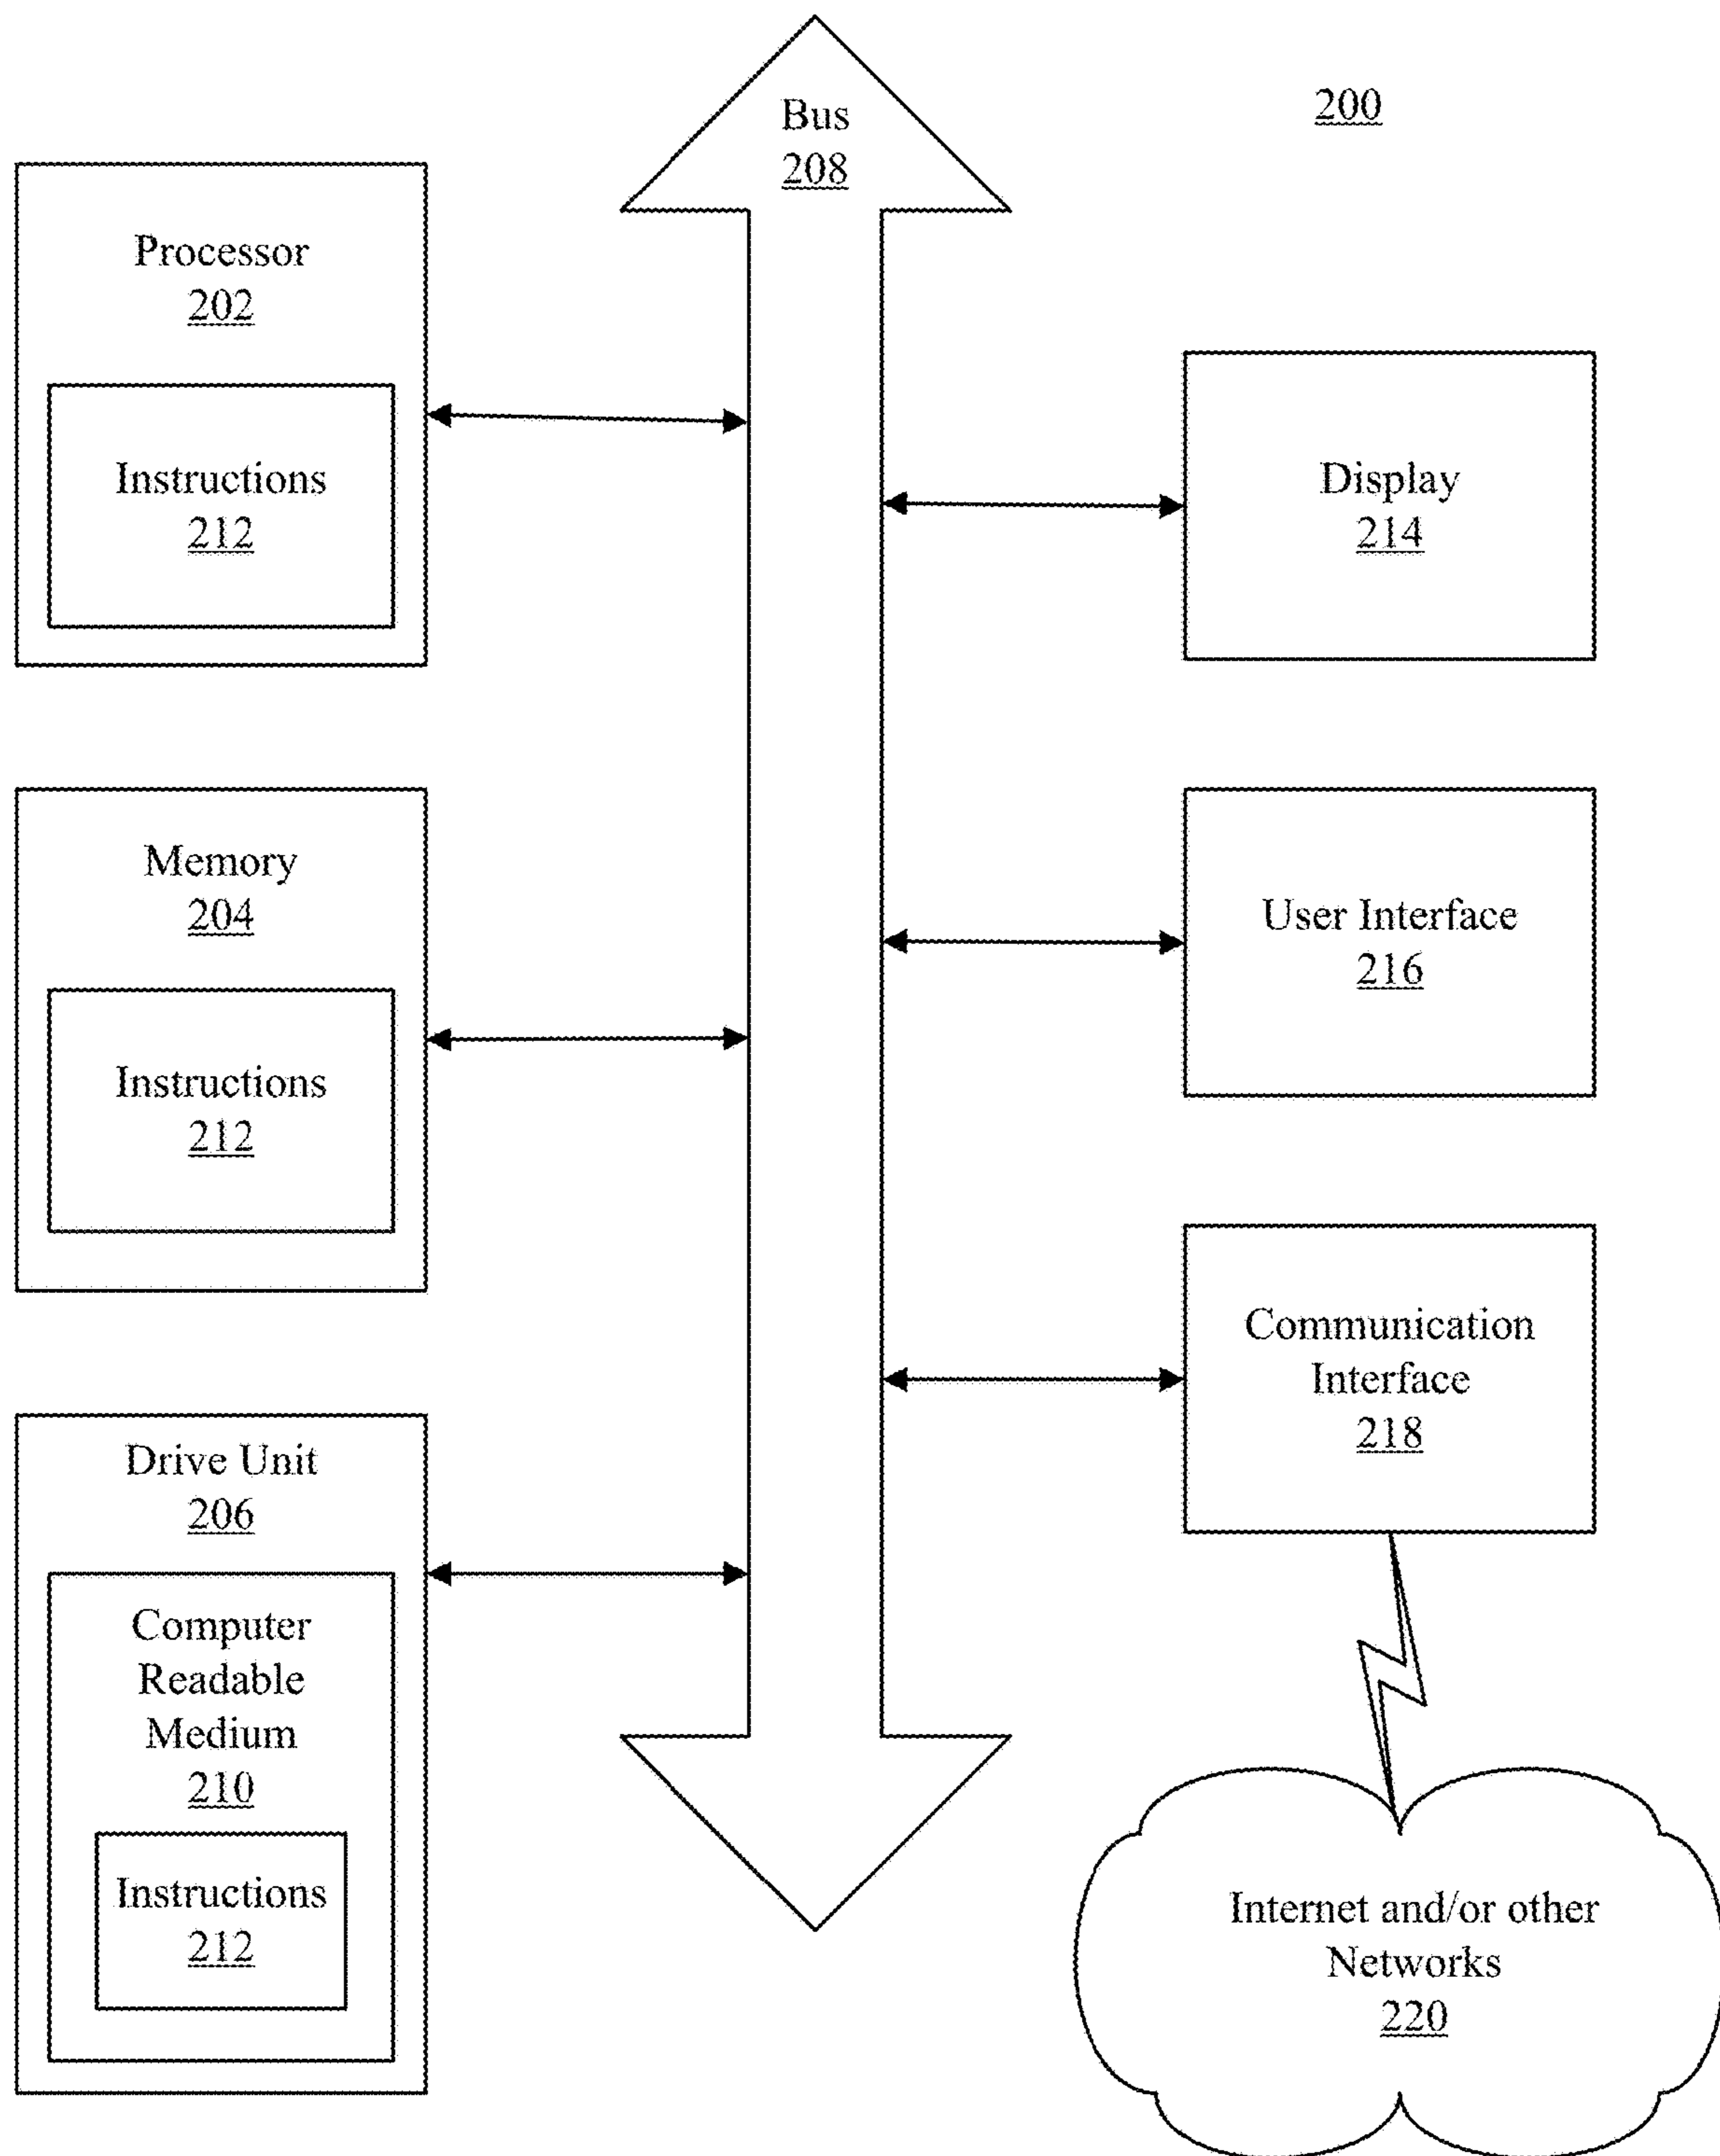 Bus
208
200
Processor
202
Instructions
212
Display
214
Memory
204
Instructions
212
User Interface
216
Communication
Interface
218
Drive Unit
206
Computer
Readable
Medium
210
Instructions
212
Internet and/or other
Networks
220